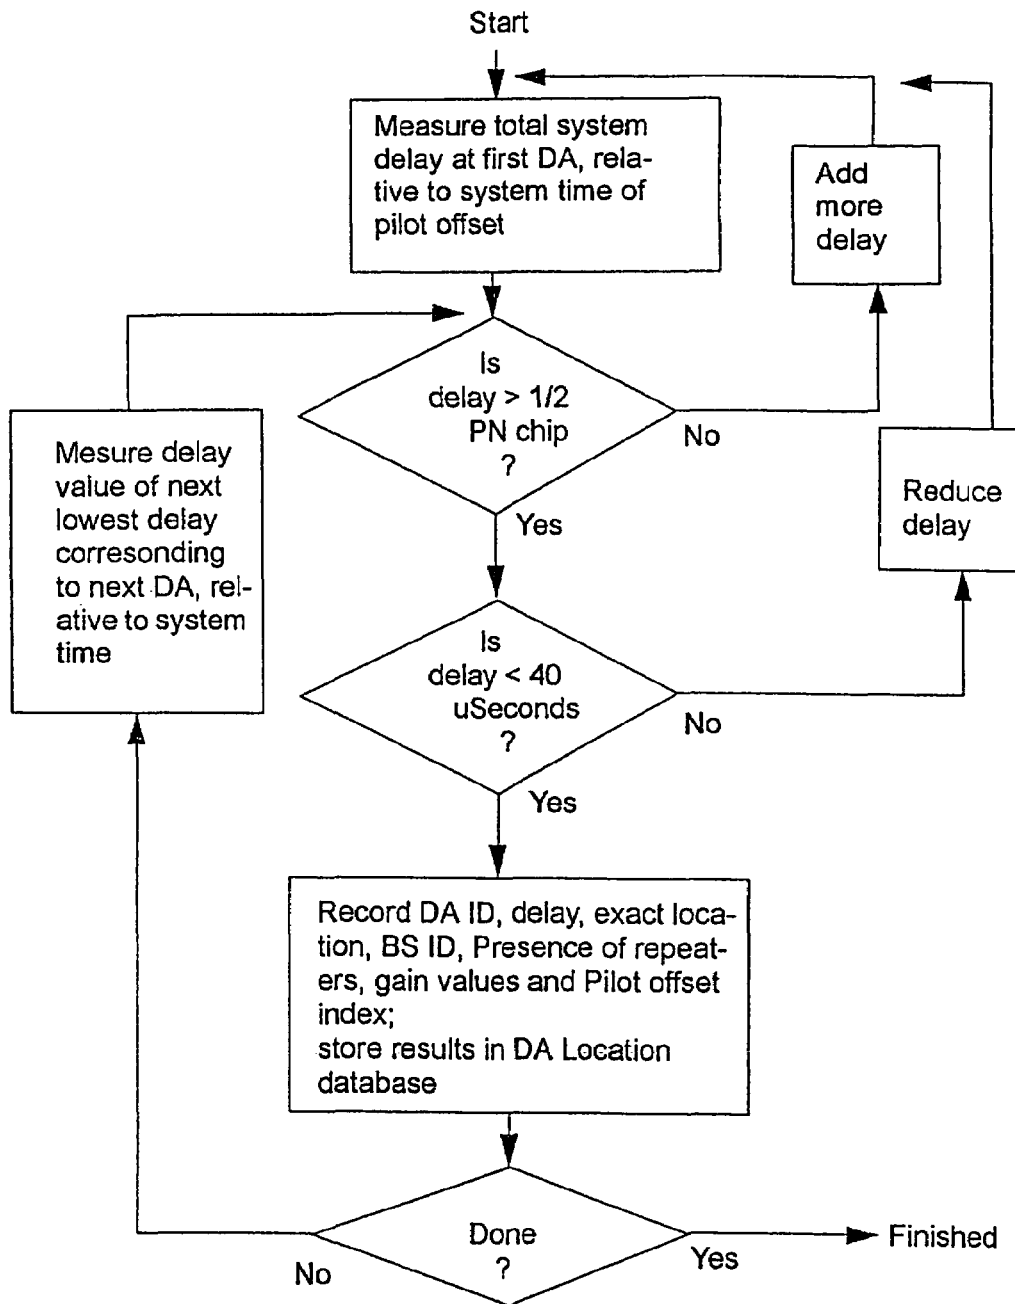 Start
Measure total system
delay at first DA, rela-
tive to system time of
pilot offset
Add
more
delay
Is
delay > 1/2
PN chip
?
No
Yes
Mesure delay
value of next
lowest delay
corresonding
to next DA, rel-
ative to system
time
Reduce
delay
Is
delay < 40
uSeconds
?
No
Yes
Record DA ID, delay, exact loca-
tion, BS ID, Presence of repeat-
ers, gain values and Pilot offset
index;
store results in DA Location
database
Done
?
No
Yes
Finished